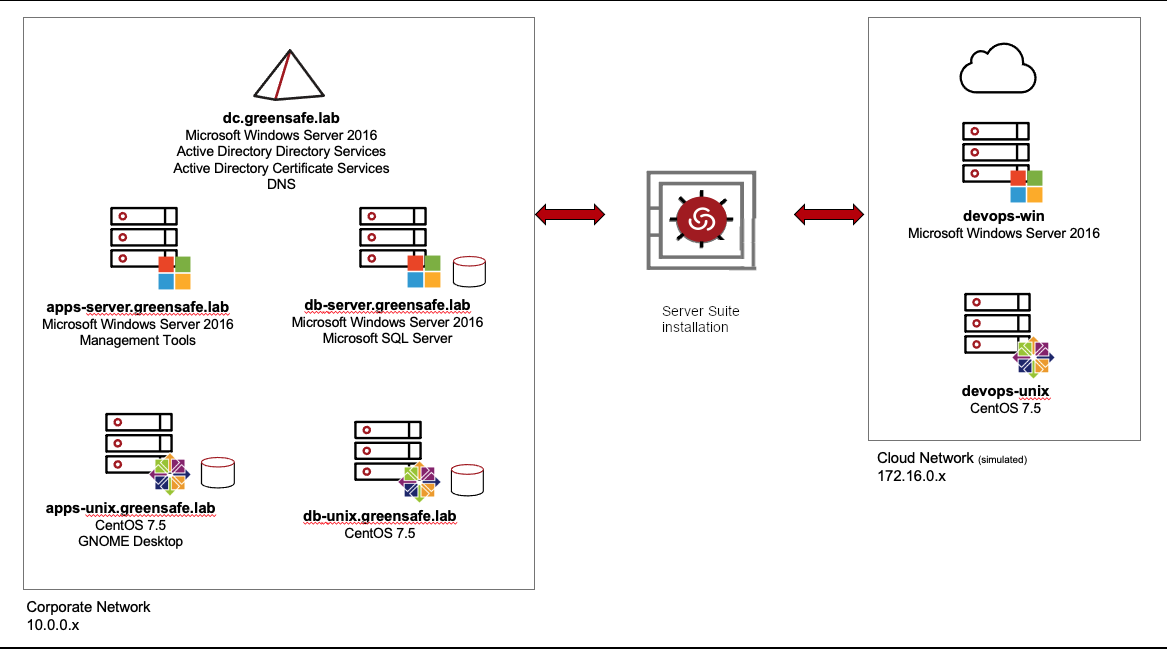 dc.greensafe.lab
Microsoft Windows Server 2016
Active Directory Directory Services
Active Directory Certificate Services
DNS
apps-server.greensafe.lab
Microsoft Windows Server 2016
Management Tools
db-server.greensafe.lab
Microsoft Windows Server 2016
Microsoft SQL Server
apps-unix.greensafe.lab
CentOS 7.5
GNOME Desktop
db-unix.greensafe.lab
CentOS 7.5
Corporate Network
10.0.0.x
Server Suite
installation
devops-win
Microsoft Windows Server 2016
devops-unix
CentOS 7.5
Cloud Network (simulated)
172.16.0.x